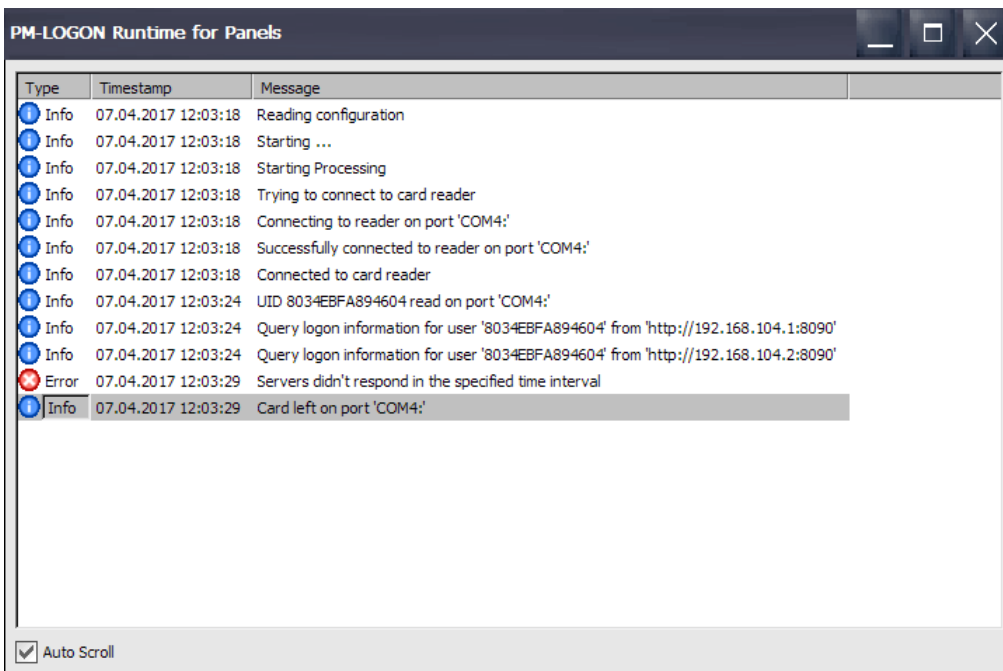 PM-LOGON Runtime for Panels
Type Timestamp Message
Info 07.04.2017 12:03:18 Reading configuration
Info 07.04.2017 12:03:18 Starting ...
Info 07.04.2017 12:03:18 Starting Processing
Info 07.04.2017 12:03:18 Trying to connect to card reader
Info 07.04.2017 12:03:18 Connecting to reader on port 'COM4:'
Info 07.04.2017 12:03:18 Successfully connected to reader on port 'COM4:'
Info 07.04.2017 12:03:18 Connected to card reader
Info 07.04.2017 12:03:24 UID 8034EBFA894604 read on port 'COM4:'
Info 07.04.2017 12:03:24 Query logon information for user '8034EBFA894604' from 'http://192.168.104.1:8090'
Info 07.04.2017 12:03:24 Query logon information for user '8034EBFA894604' from 'http://192.168.104.2:8090'
Error 07.04.2017 12:03:29 Servers didn't respond in the specified time interval
Info 07.04.2017 12:03:29 Card left on port 'COM4:'
Auto Scroll